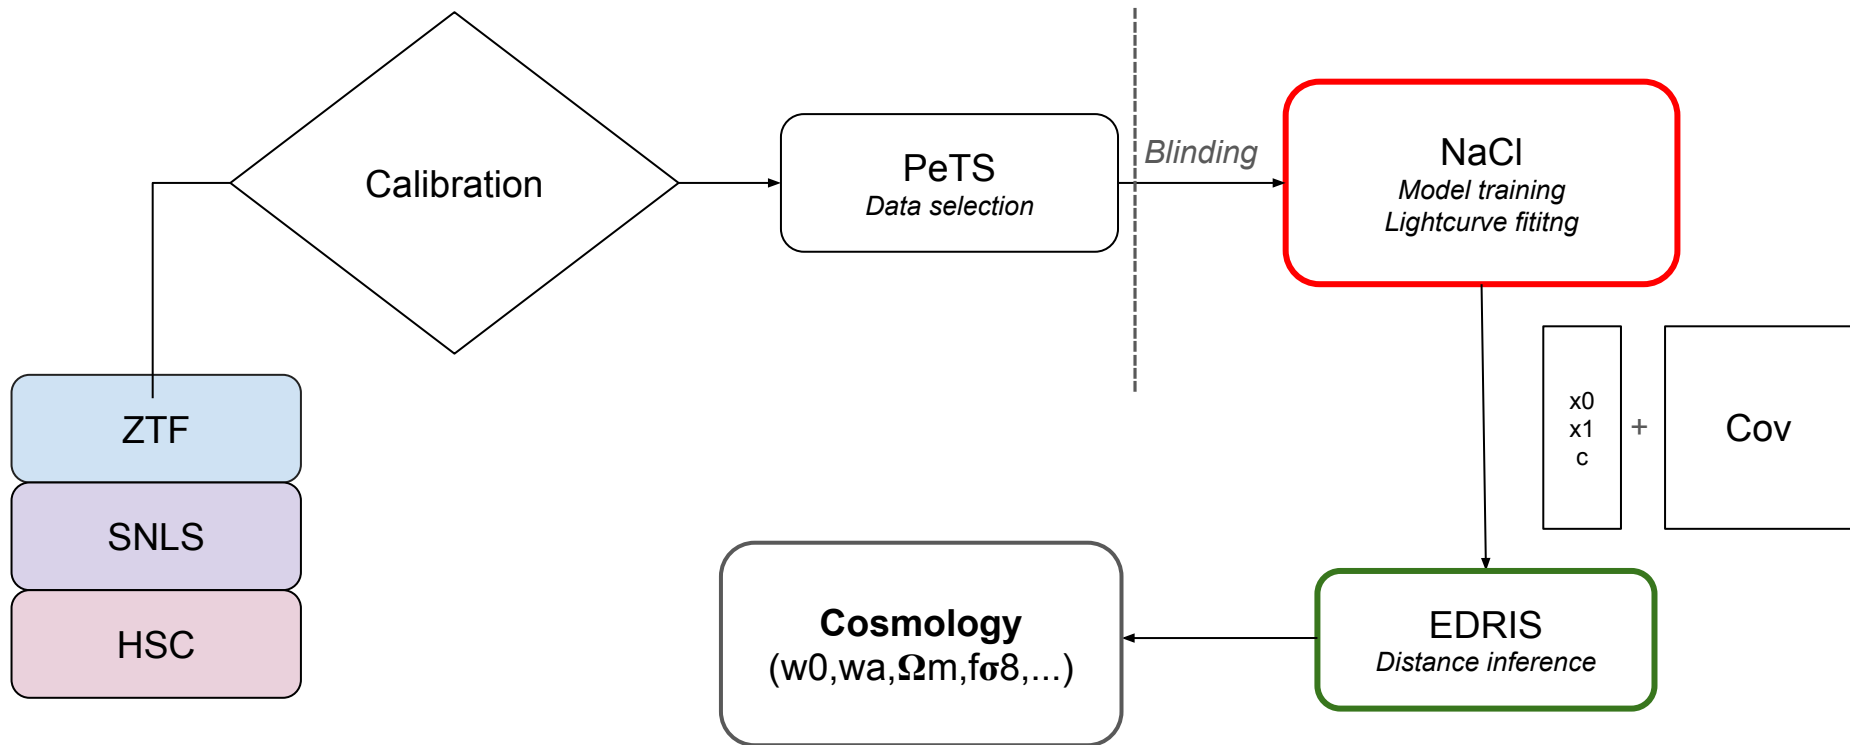 Calibration
PeTS
Data selection
Blinding
NaCl
Model training
Lightcurve fititng
ZTF
SNLS
HSC
x0
x1
c
+
Cov
Cosmology
(w0,wa,Ωm,fσ8,...)
EDRIS
Distance inference